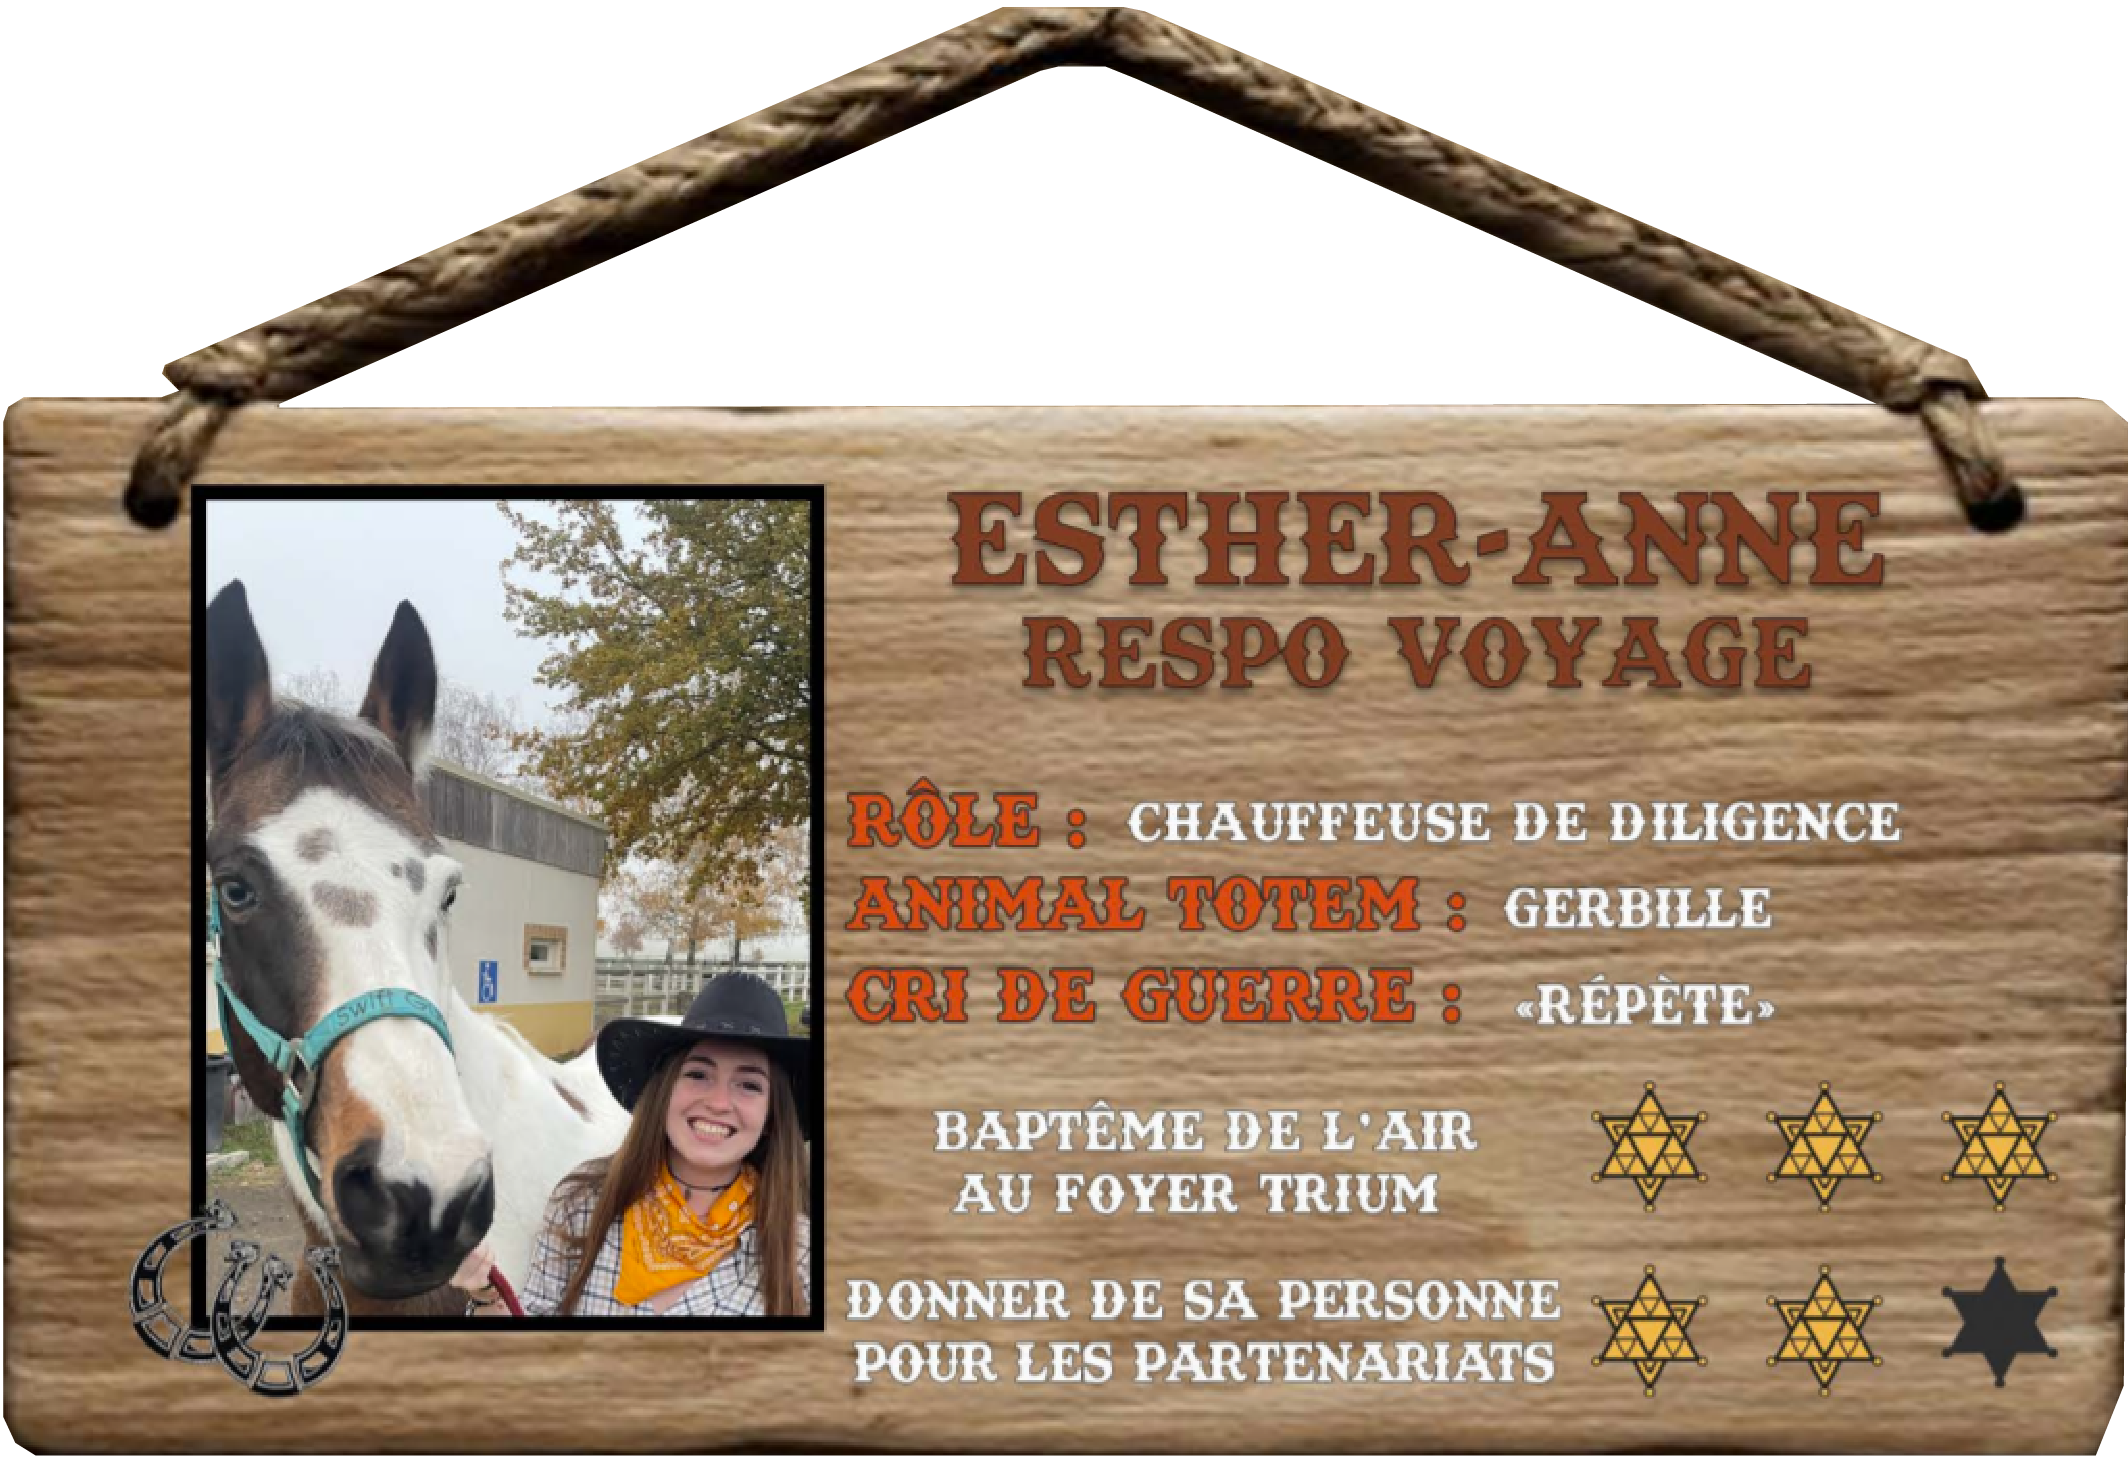 ESTHER-ANNE
RESPO VOYAGE
RÔLE : CHAUFFEUSE DE DILIGENCE
ANIMAL TOTEM : GERBILLE
CRI DE GUERRE : «RÉPÈTE»
BAPTÊME DE L'AIR
AU FOYER TRIUM
DONNER DE SA PERSONNE
POUR LES PARTENARIATS
swift